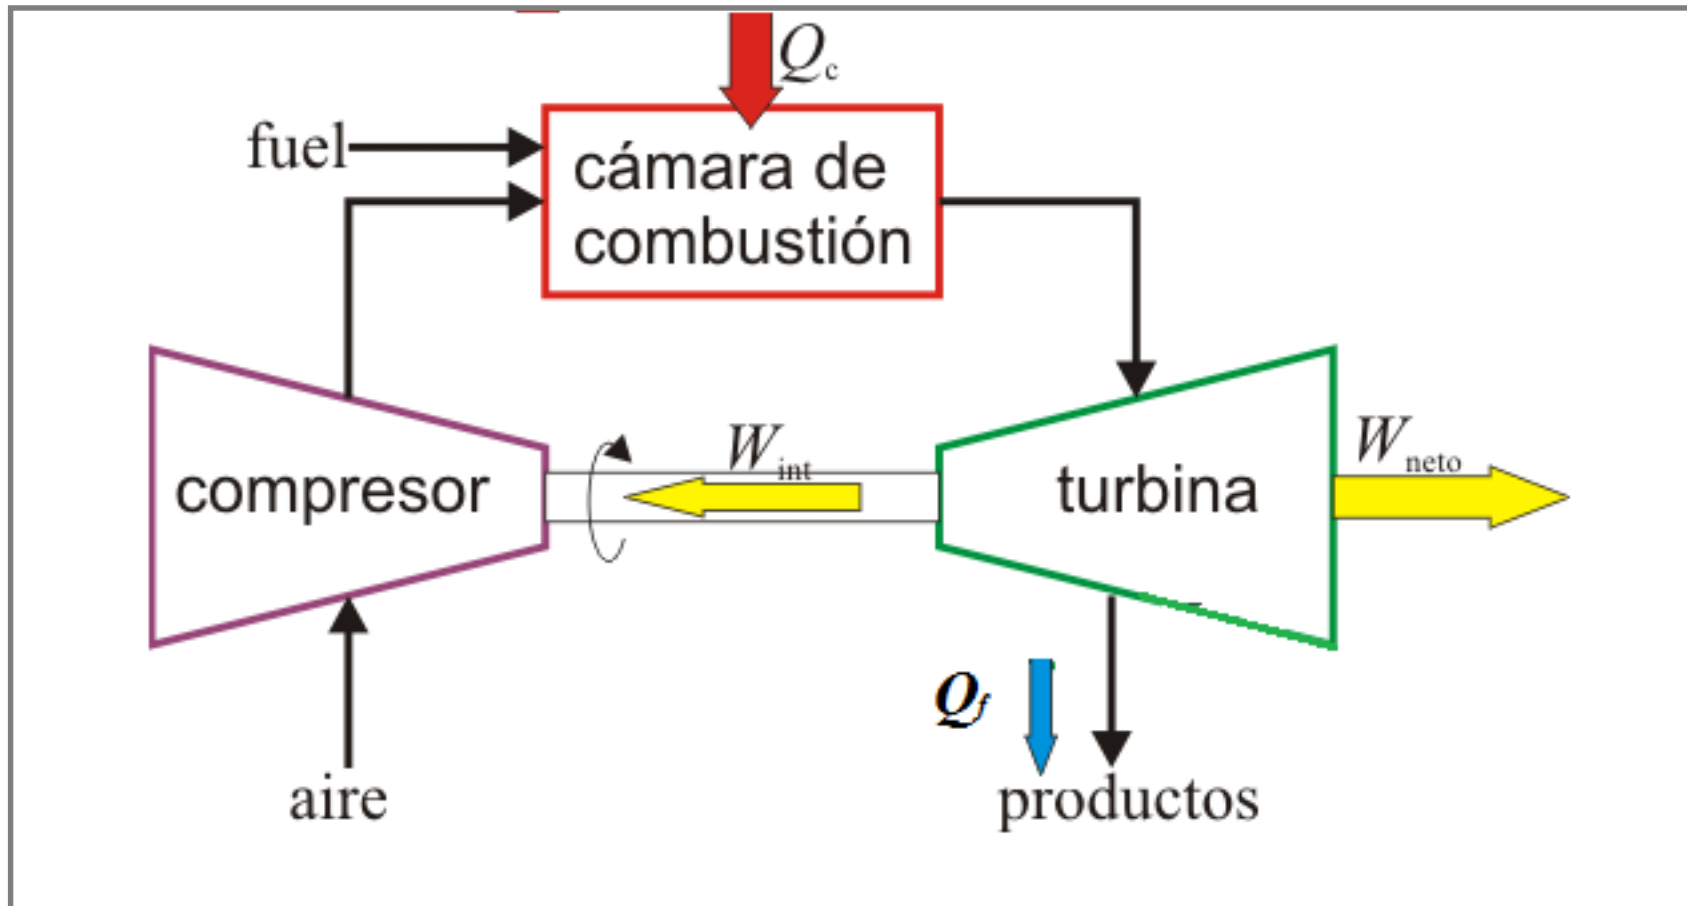 Qc
fuel
cámara de
combustión
Wint
Wneto
compresor
turbina
Qf
aire
productos